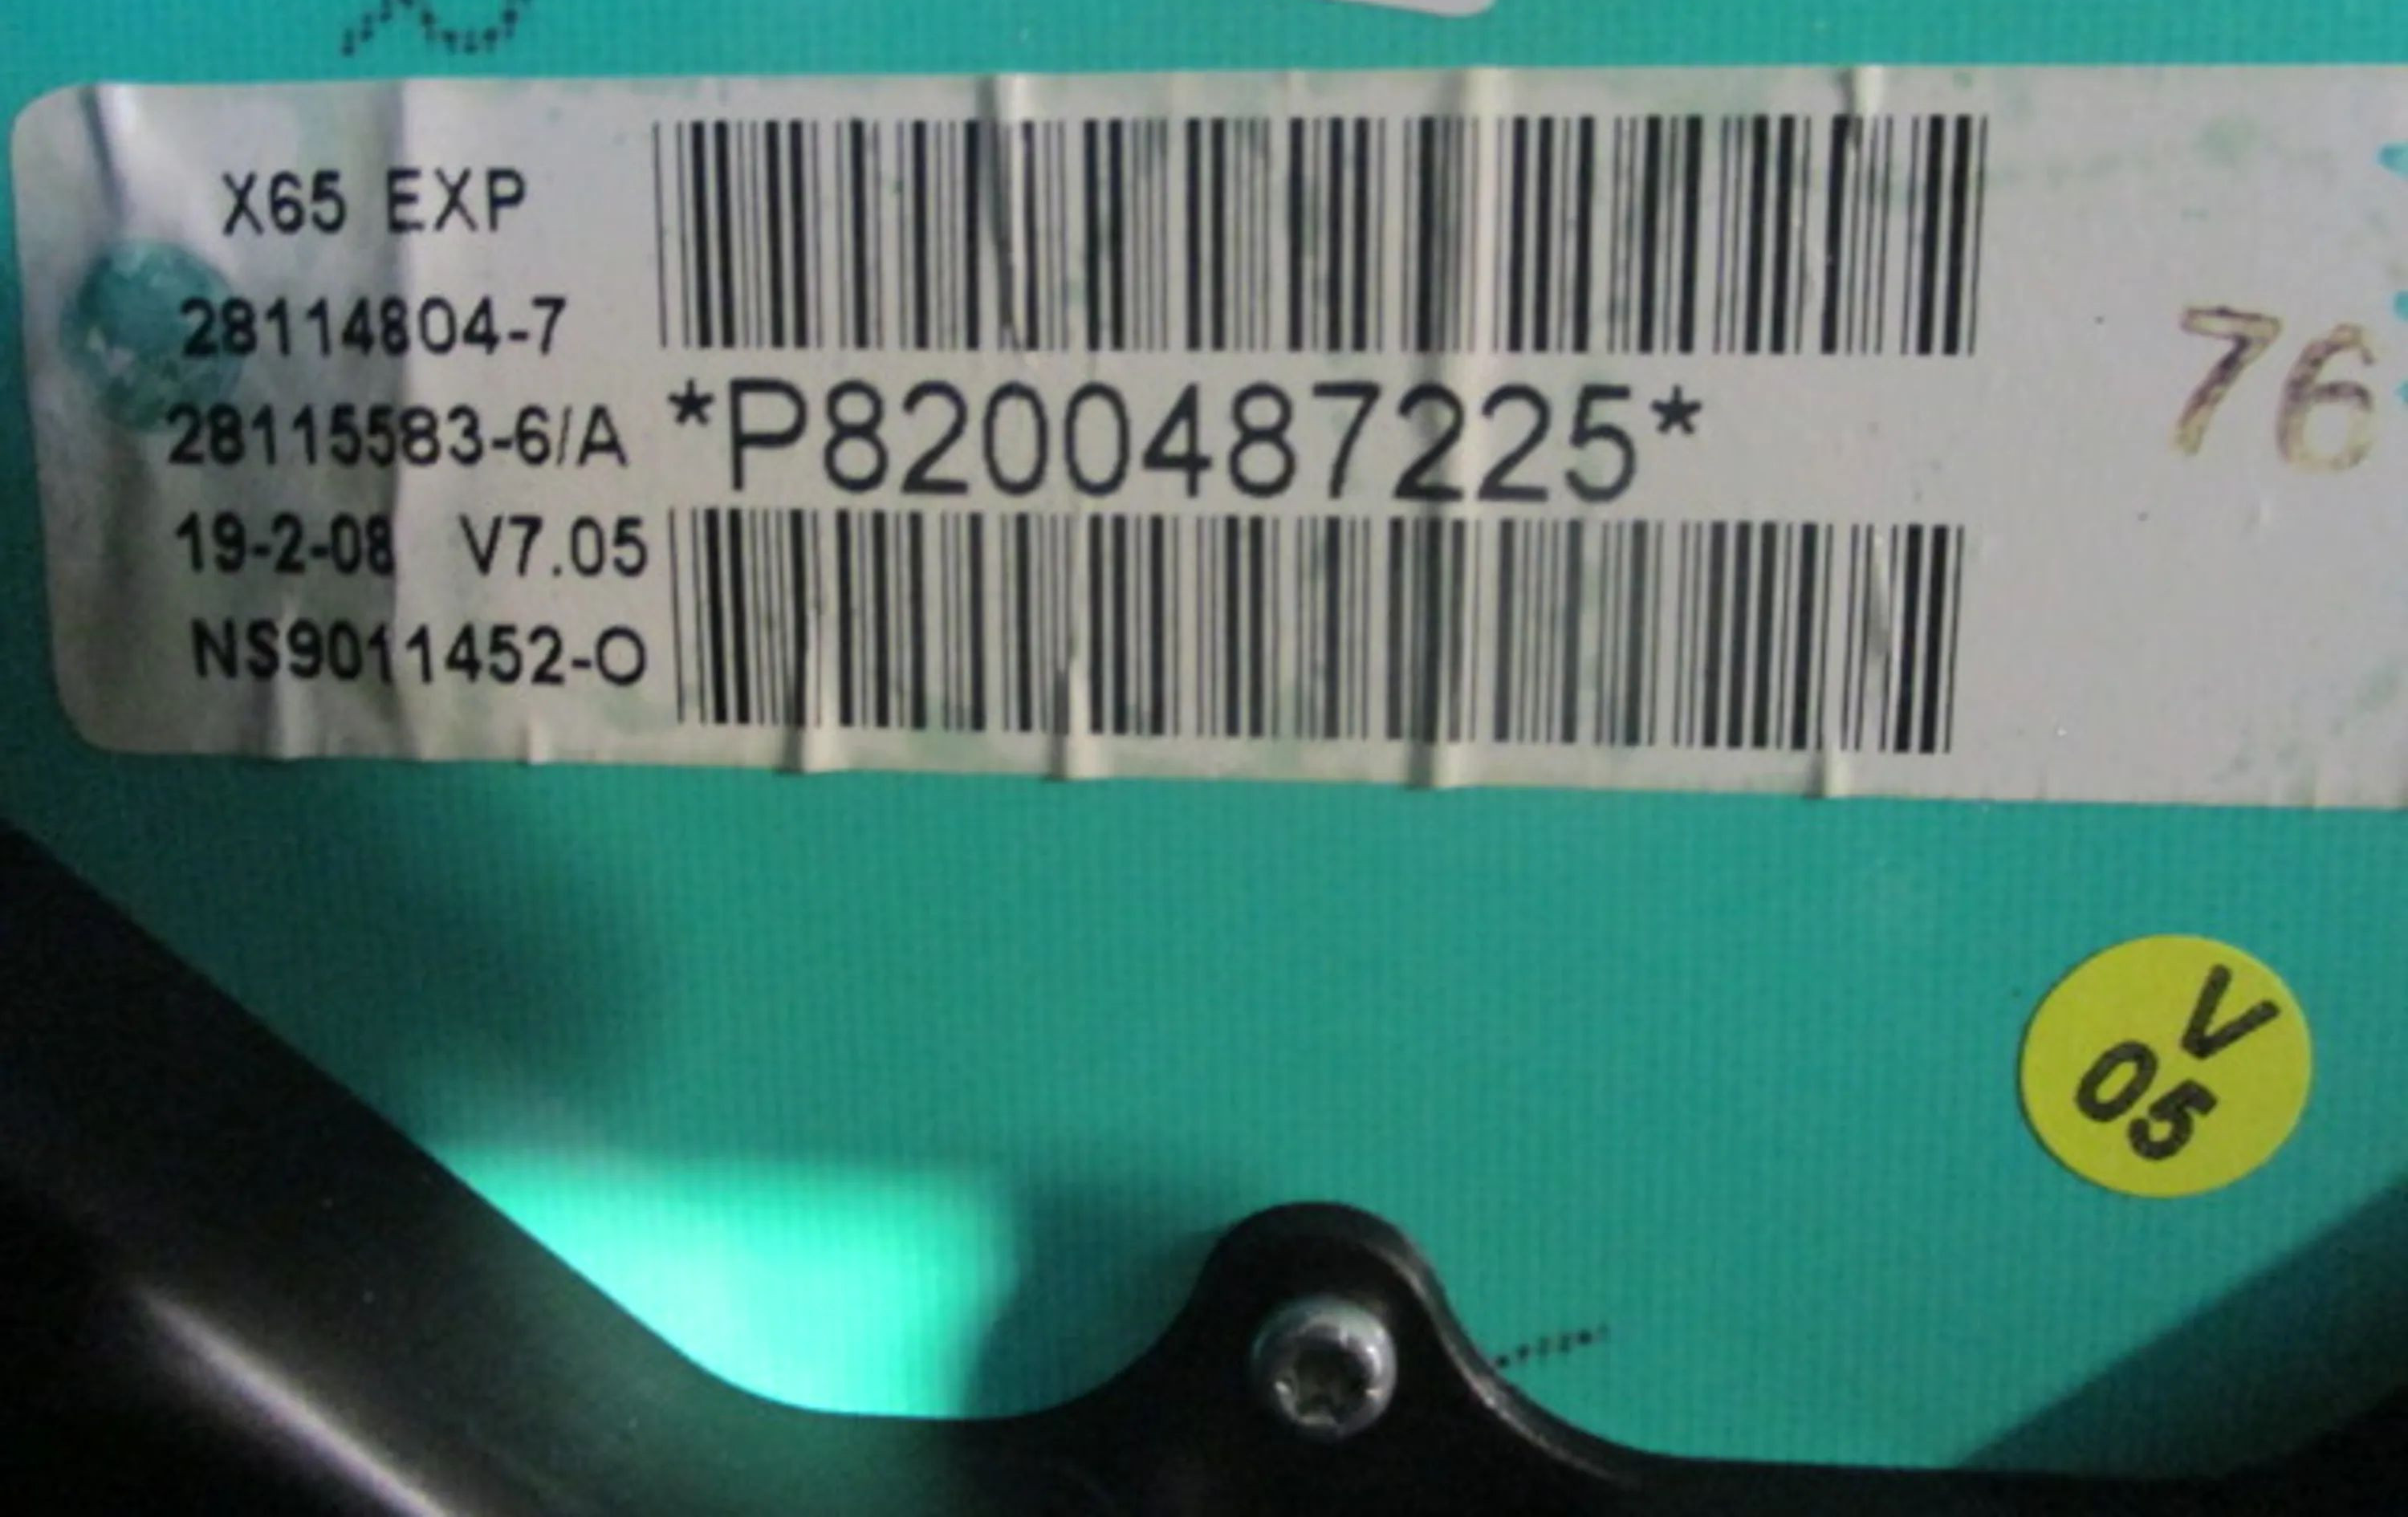 X65 EXP
28114804-7
28115583-6/A
19-2-08 V7.05
NS9011452-O
*P8200487225*
76
V
05